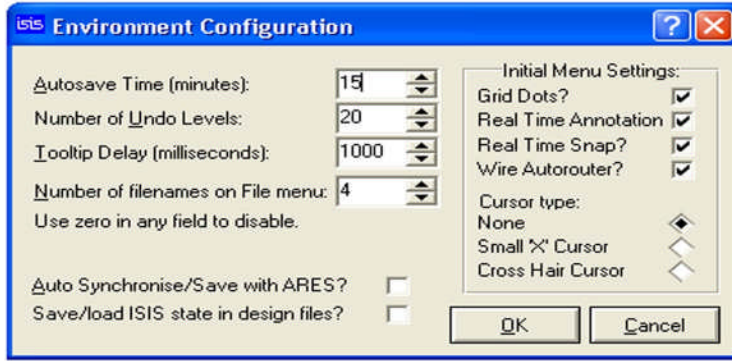 isis Environment Configuration
Autosave Time (minutes): 15
Number of Undo Levels: 20
Tooltip Delay (milliseconds): 1000
Number of filenames on File menu: 4
Use zero in any field to disable.
Auto Synchronise/Save with ARES?
Save/load ISIS state in design files?
Initial Menu Settings:
Grid Dots?
Real Time Annotation
Real Time Snap?
Wire Autorouter?
Cursor type:
None
Small 'X' Cursor
Cross Hair Cursor
OK Cancel